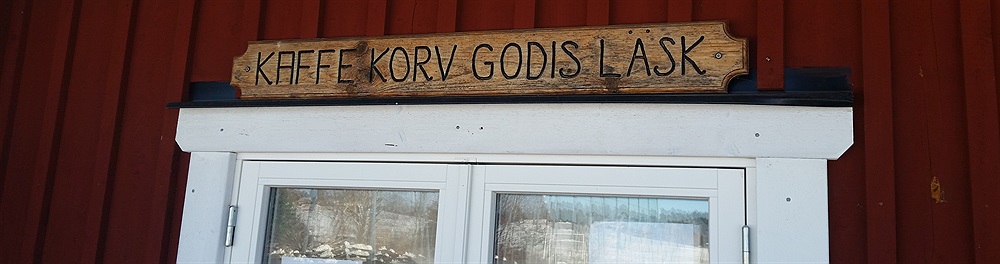 KAFFE KORV GODIS LÄSK